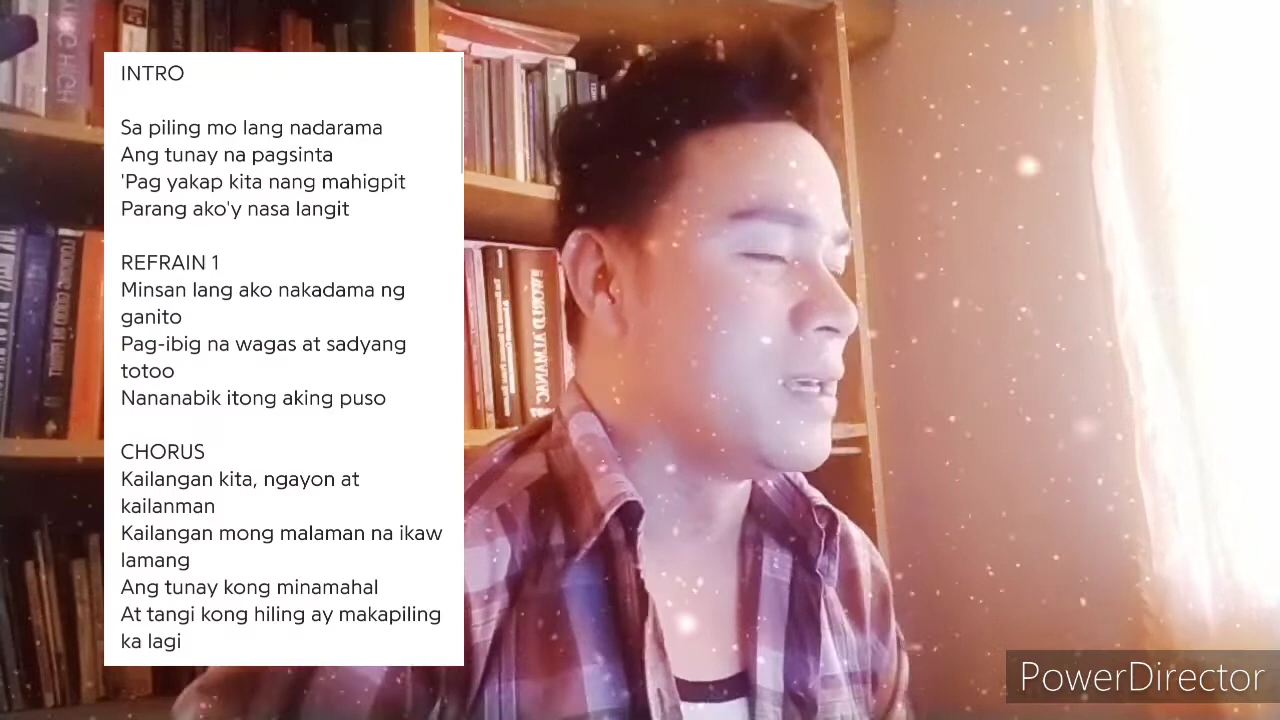 INTRO
Sa piling mo lang nadarama
Ang tunay na pagsinta
'Pag yakap kita nang mahigpit
Parang ako'y nasa langit
REFRAIN 1
Minsan lang ako nakadama ng
ganito
Pag-ibig na wagas at sadyang
totoo
Nananabik itong aking puso
CHORUS
Kailangan kita, ngayon at
kailanman
Kailangan mong malaman na ikaw
lamang
Ang tunay kong minamahal
At tangi kong hiling ay makapiling
ka lagi
WORLD ALMANAC
PowerDirector